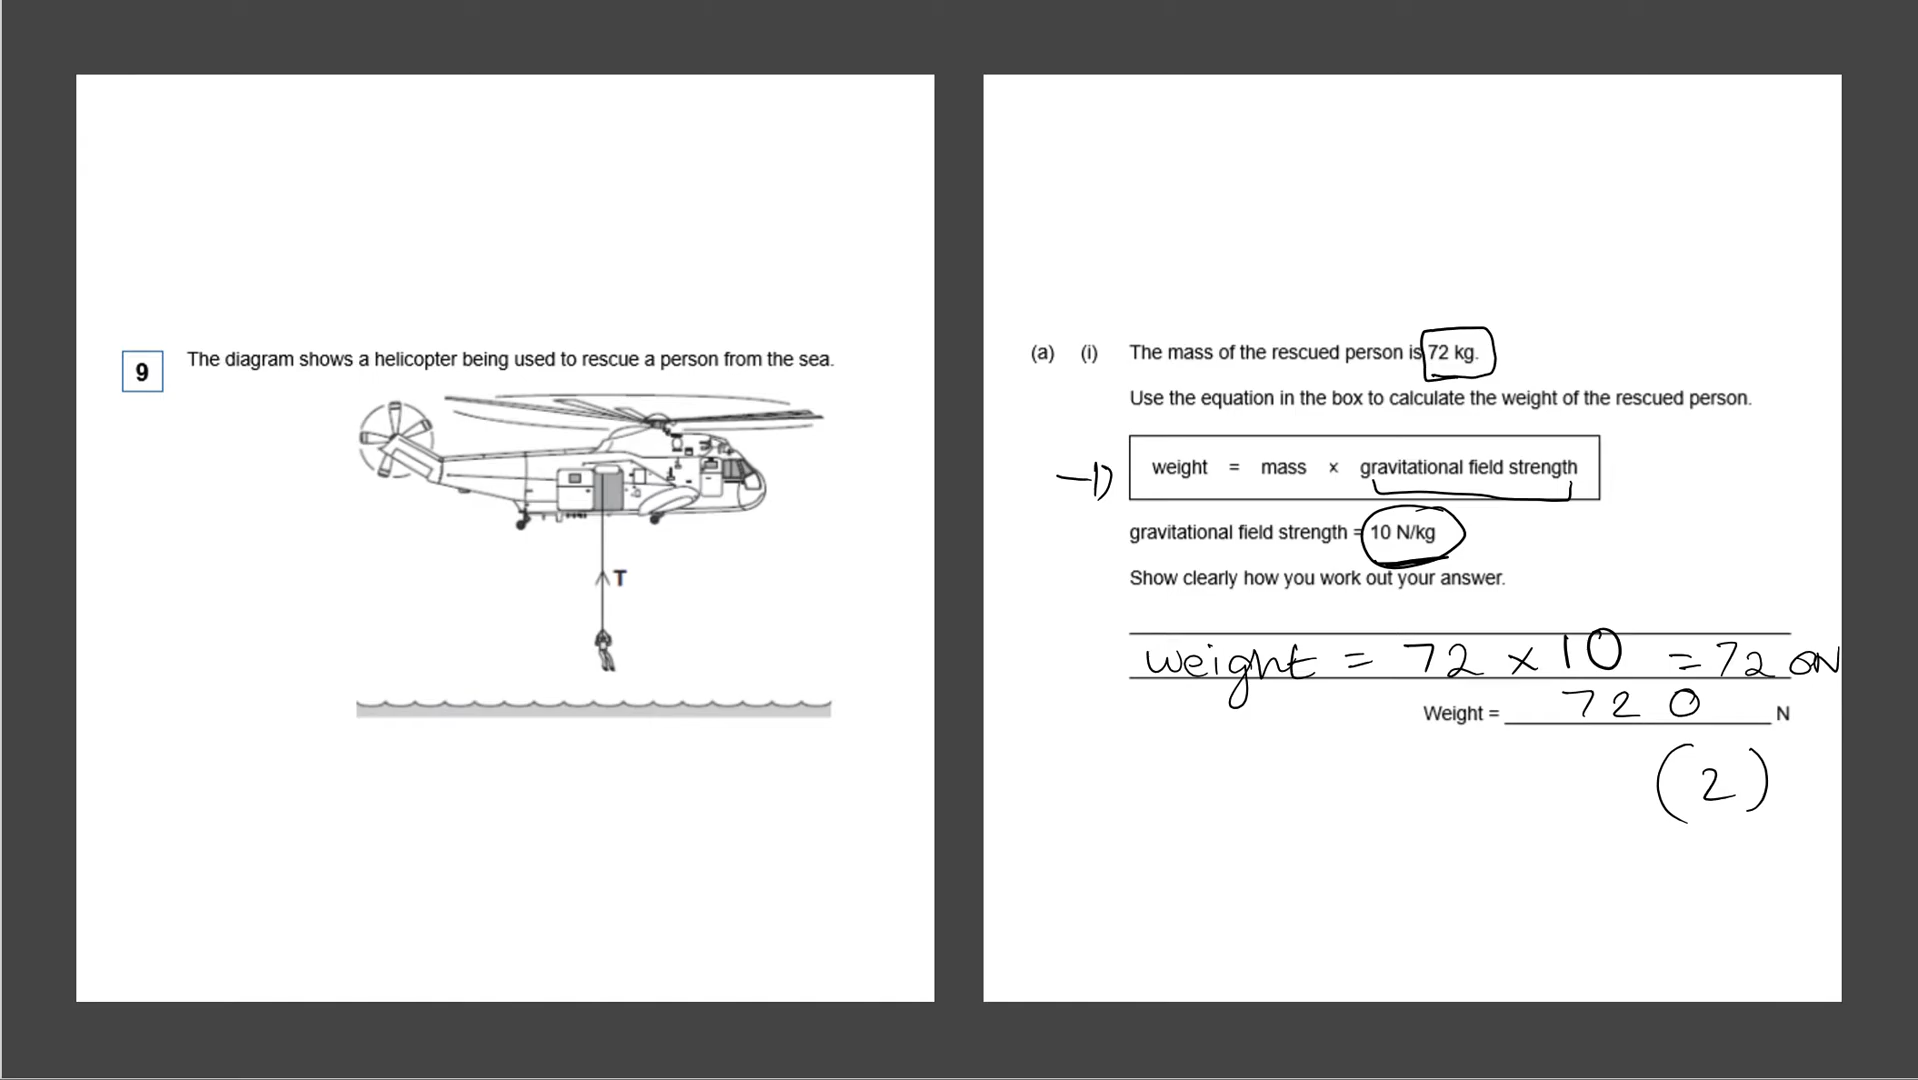 9 The diagram shows a helicopter being used to rescue a person from the sea.
T
(a) (i) The mass of the rescued person is 72 kg.
Use the equation in the box to calculate the weight of the rescued person.
weight = mass × gravitational field strength
gravitational field strength = 10 N/kg
Show clearly how you work out your answer.
weight = 72 × 10 = 720N
Weight = 720 N
(2)